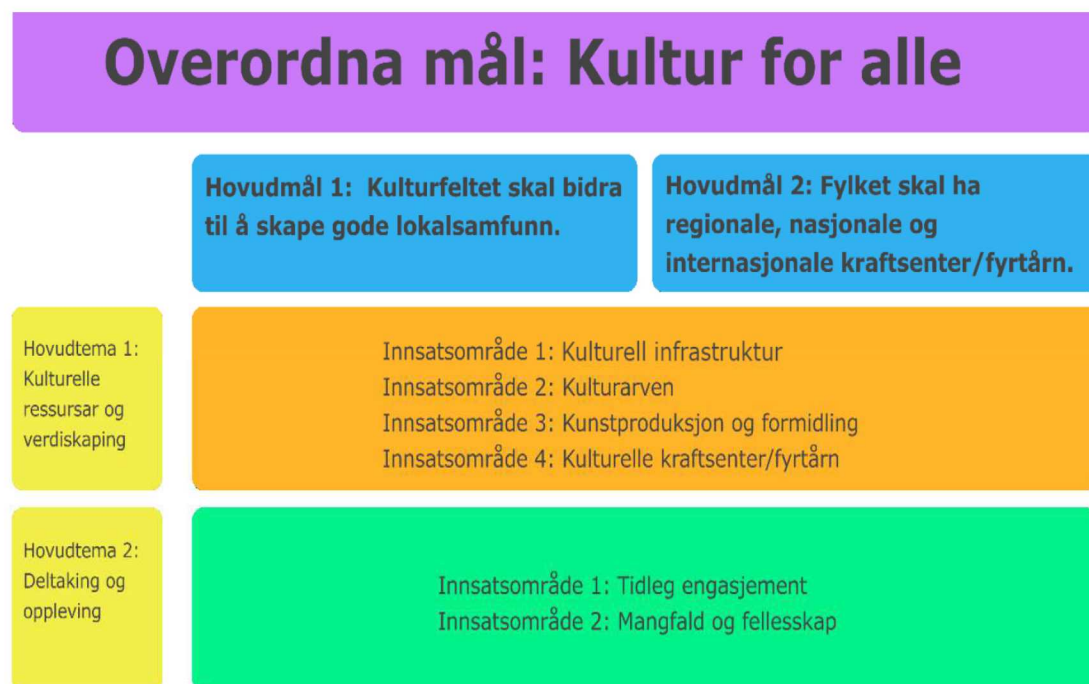 Overordna mål: Kultur for alle
Hovudmål 1: Kulturfeltet skal bidra
til å skape gode lokalsamfunn.
Hovudmål 2: Fylket skal ha
regionale, nasjonale og
internasjonale kraftsenter/fyrtårn.
Hovudtema 1:
Kulturelle
ressursar og
verdiskaping
Innsatsområde 1: Kulturell infrastruktur
Innsatsområde 2: Kulturarven
Innsatsområde 3: Kunstproduksjon og formidling
Innsatsområde 4: Kulturelle kraftsenter/fyrtårn
Hovudtema 2:
Deltaking og
oppleving
Innsatsområde 1: Tidleg engasjement
Innsatsområde 2: Mangfald og fellesskap